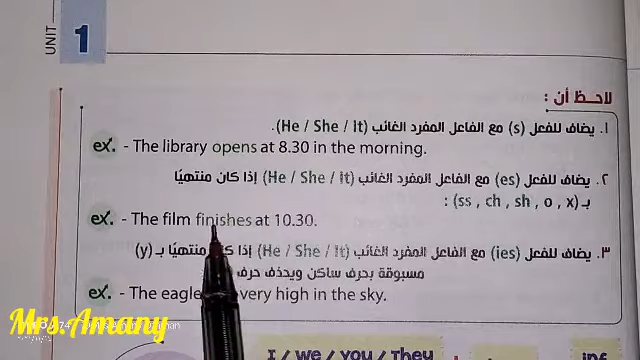 UNIT
1
لاحـظ أن :
١. يضاف للفعل (s) مع الفاعل المفرد الغائب (He / She / It).
ex. - The library opens at 8.30 in the morning.
٢. يضاف للفعل (es) مع الفاعل المفرد الغائب (He / She / It) إذا كان منتهيًا
بـ (ss , ch , sh , o , x) :
ex. - The film finishes at 10.30.
٣. يضاف للفعل (ies) مع الفاعل المفرد الغائب (He / She / It) إذا منتهيًا بـ (y)
مسبوقة بحرف ساكن ويحذف حرف
ex. - The eagle very high in the sky.
Mrs.Amany
I / We / You / They
inf